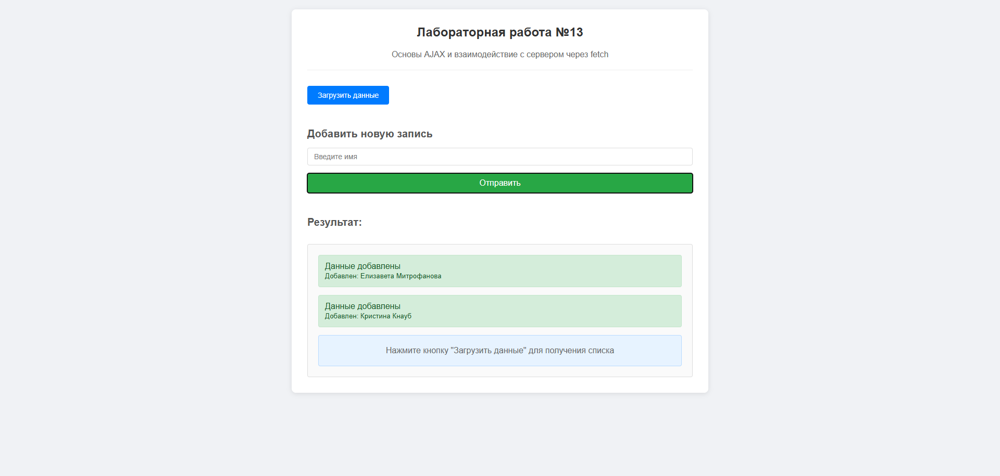 Лабораторная работа №13
Основы AJAX и взаимодействие с сервером через fetch
Загрузить данные
Добавить новую запись
Введите имя
Отправить
Результат:
Данные добавлены
Добавлен: Елизавета Митрофанова
Данные добавлены
Добавлен: Кристина Кнауб
Нажмите кнопку "Загрузить данные" для получения списка